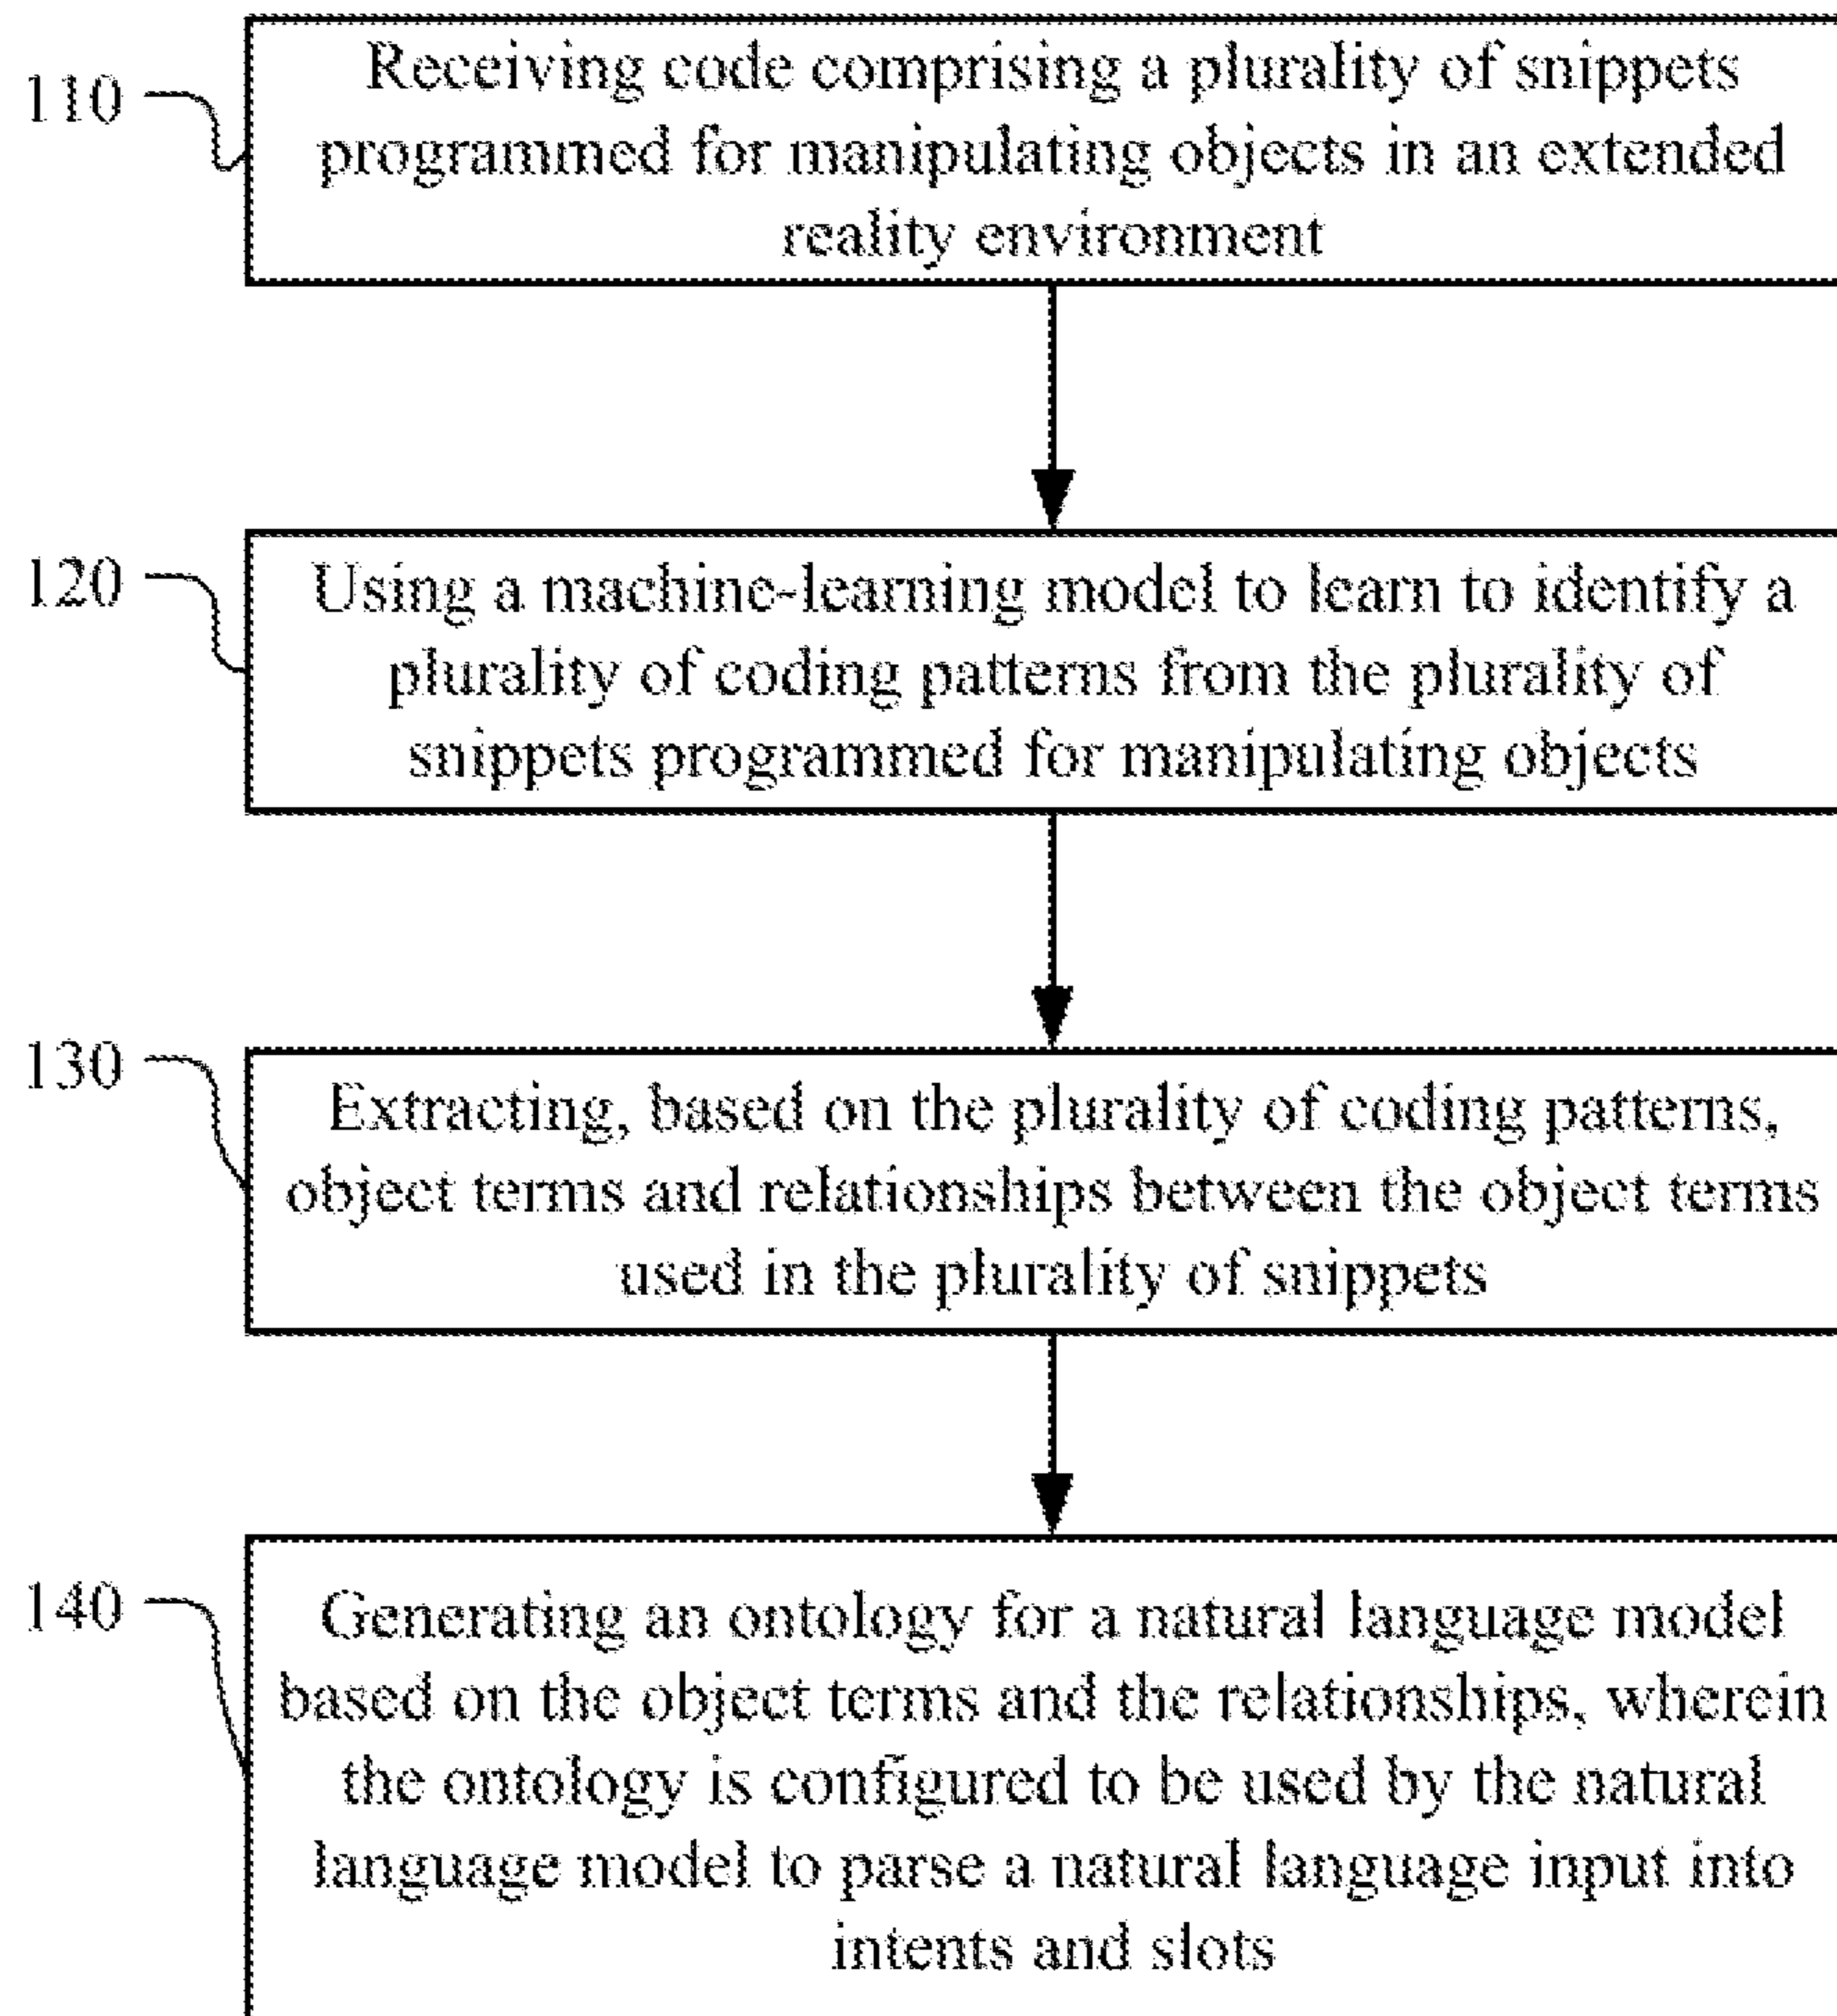 110
Receiving code comprising a plurality of snippets
programmed for manipulating objects in an extended
reality environment
120
Using a machine-learning model to learn to identify a
plurality of coding patterns from the plurality of
snippets programmed for manipulating objects
130
Extracting, based on the plurality of coding patterns,
object terms and relationships between the object terms
used in the plurality of snippets
140
Generating an ontology for a natural language model
based on the object terms and the relationships, wherein
the ontology is configured to be used by the natural
language model to parse a natural language input into
intents and slots